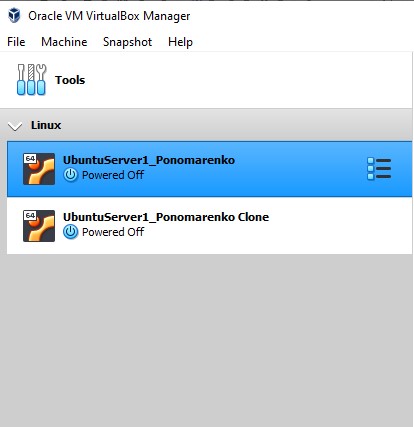 Oracle VM VirtualBox Manager
File Machine Snapshot Help
Tools
Linux
64
UbuntuServer1_Ponomarenko
Powered Off
64
UbuntuServer1_Ponomarenko Clone
Powered Off